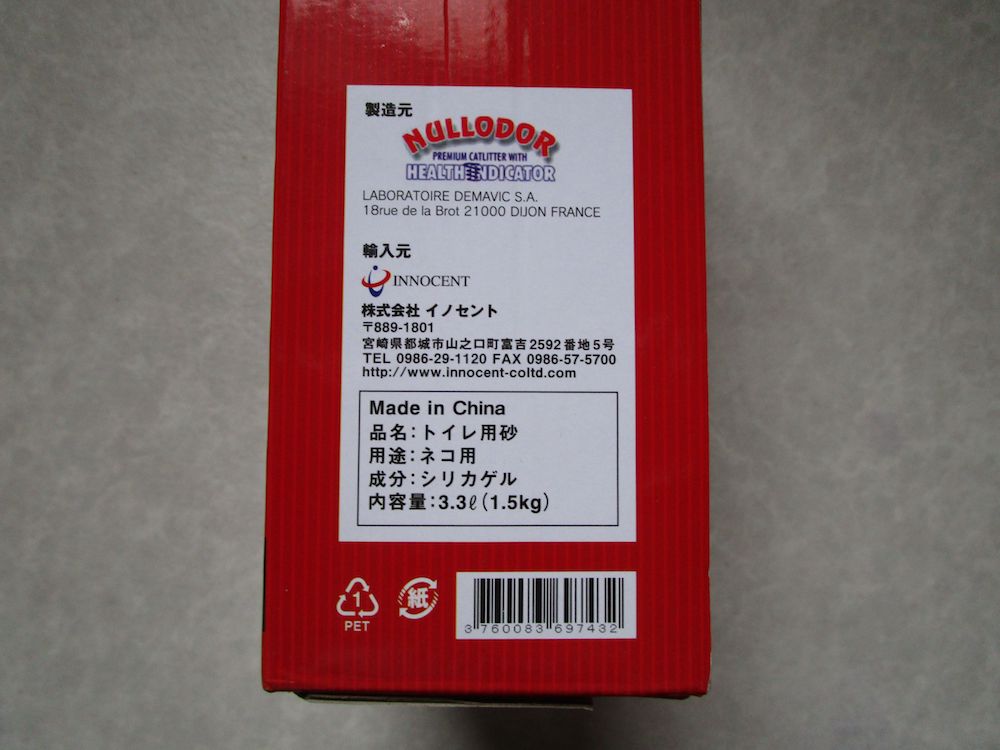 製造元
NULLODOR
PREMIUM CATLITTER WITH
HEALTH INDICATOR
LABORATOIRE DEMAVIC S.A.
18rue de la Brot 21000 DIJON FRANCE
輸入元
INNOCENT
株式会社 イノセント
〒889-1801
宮崎県都城市山之口町富吉2592番地5号
TEL 0986-29-1120 FAX 0986-57-5700
http://www.innocent-coltd.com
Made in China
品名:トイレ用砂
用途:ネコ用
成分:シリカゲル
内容量:3.3ℓ(1.5kg)
1
PET
紙
3 760083 697432